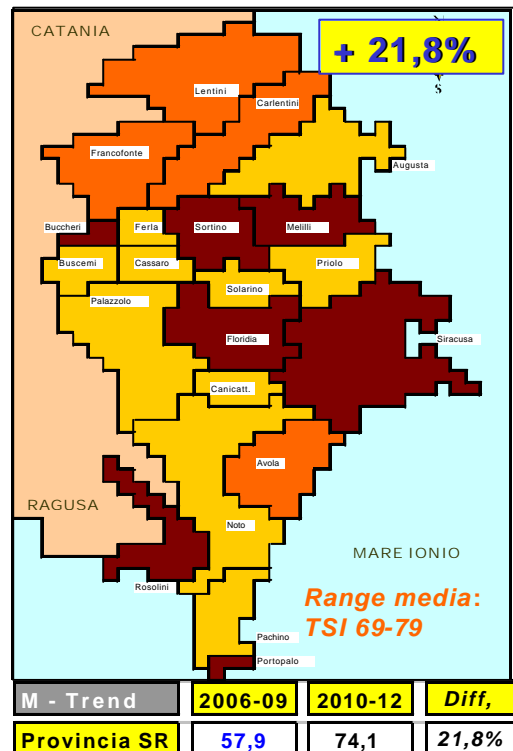 CATANIA
+ 21,8%
N
S
Lentini
Carlentini
Francofonte
Augusta
Buccheri
Ferla
Sortino
Melilli
Buscemi
Cassaro
Priolo
Solarino
Palazzolo
Floridia
Siracusa
Canicatt.
Avola
RAGUSA
Noto
MARE IONIO
Rosolini
Range media:
TSI 69-79
Pachino
Portopalo
M - Trend 2006-09 2010-12 Diff,
Provincia SR 57,9 74,1 21,8%